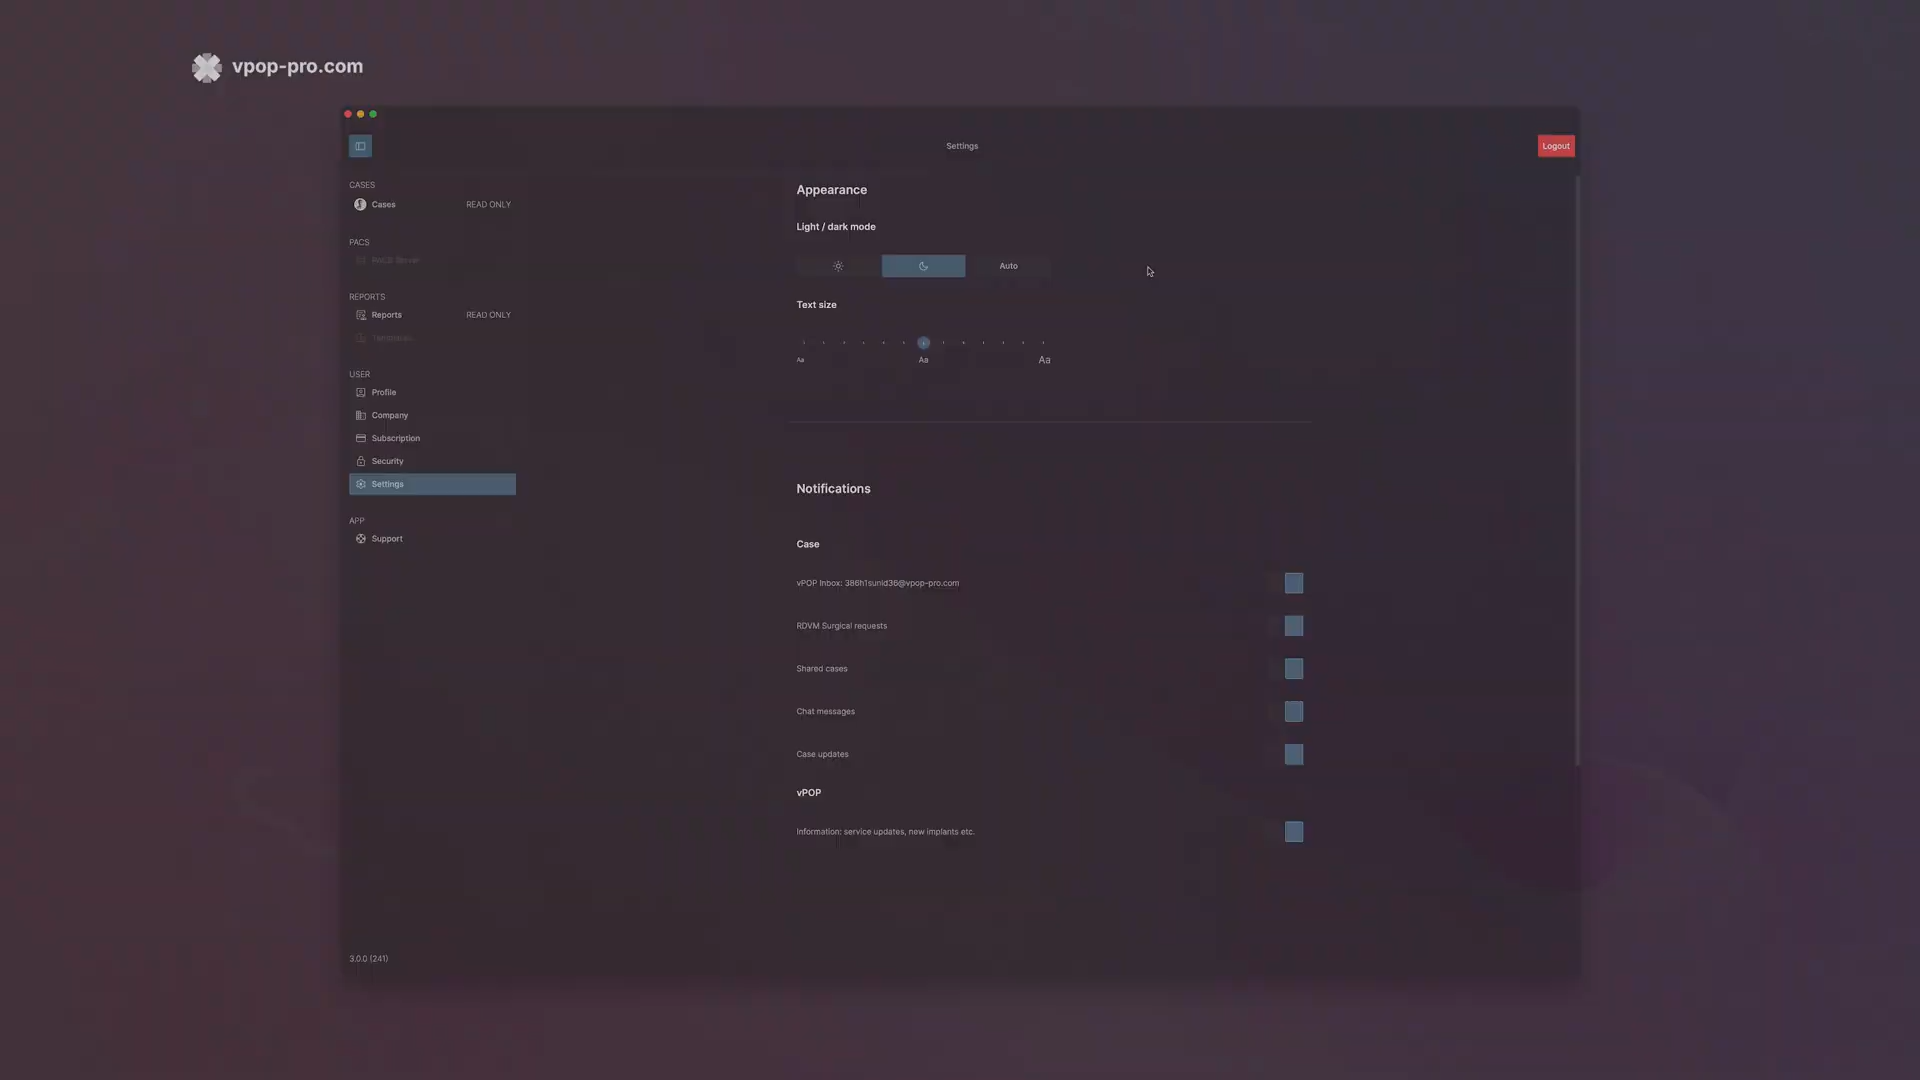 vpop-pro.com
Settings
Logout
CASES
Cases
READ ONLY
PACS
PACS Server
REPORTS
Reports
READ ONLY
USER
Profile
Company
Subscription
Security
Settings
APP
Support
3.0.0 (241)
Appearance
Light / dark mode
Auto
Text size
Aa
Aa
Aa
Notifications
Case
vPOP Inbox: 386h1sunld36@vpop-pro.com
RDVM Surgical requests
Shared cases
Chat messages
Case updates
vPOP
Information: service updates, new implants etc.